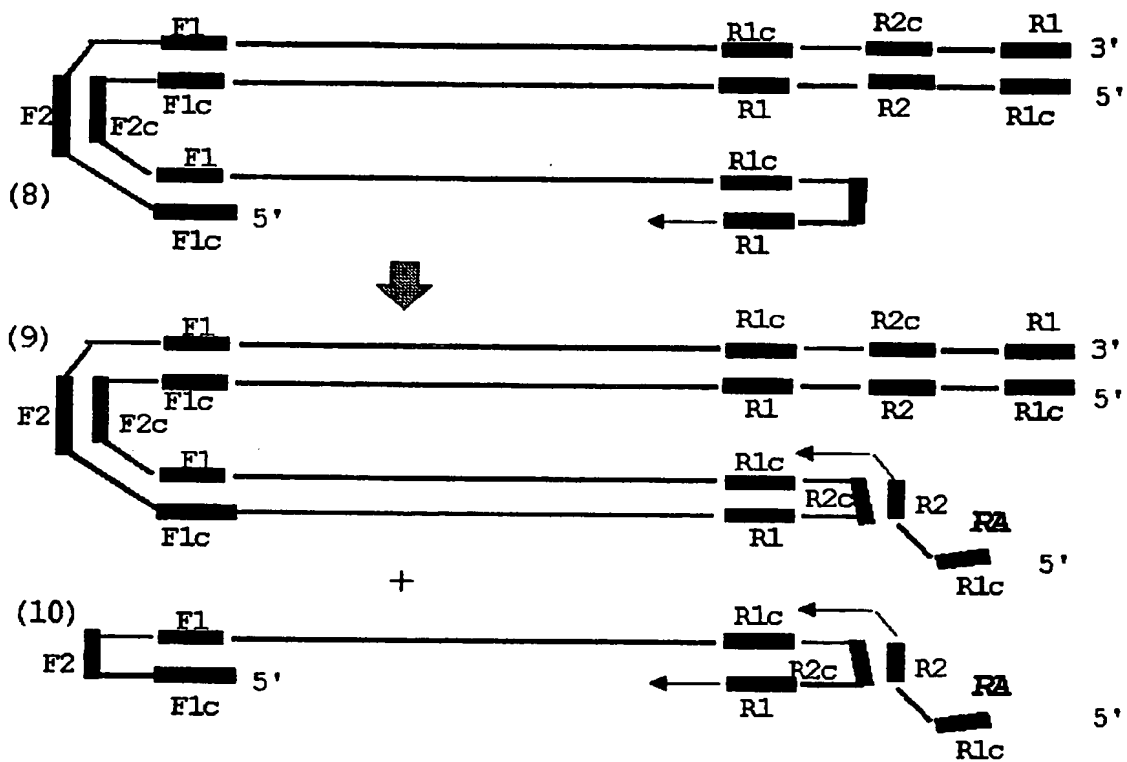 F1 R1c R2c R1
3'
F1c R1 R2 R1c
5'
F2 F2c
F1 R1c
(8)
5'
F1c R1
(9)
F1 R1c R2c R1
3'
F1c R1 R2 R1c
5'
F2 F2c
F1 R1c
R2c R2
F1c R1
RA
5'
R1c
+
(10)
F1 R1c
F2 R2c R2
5'
F1c R1
RA
5'
R1c